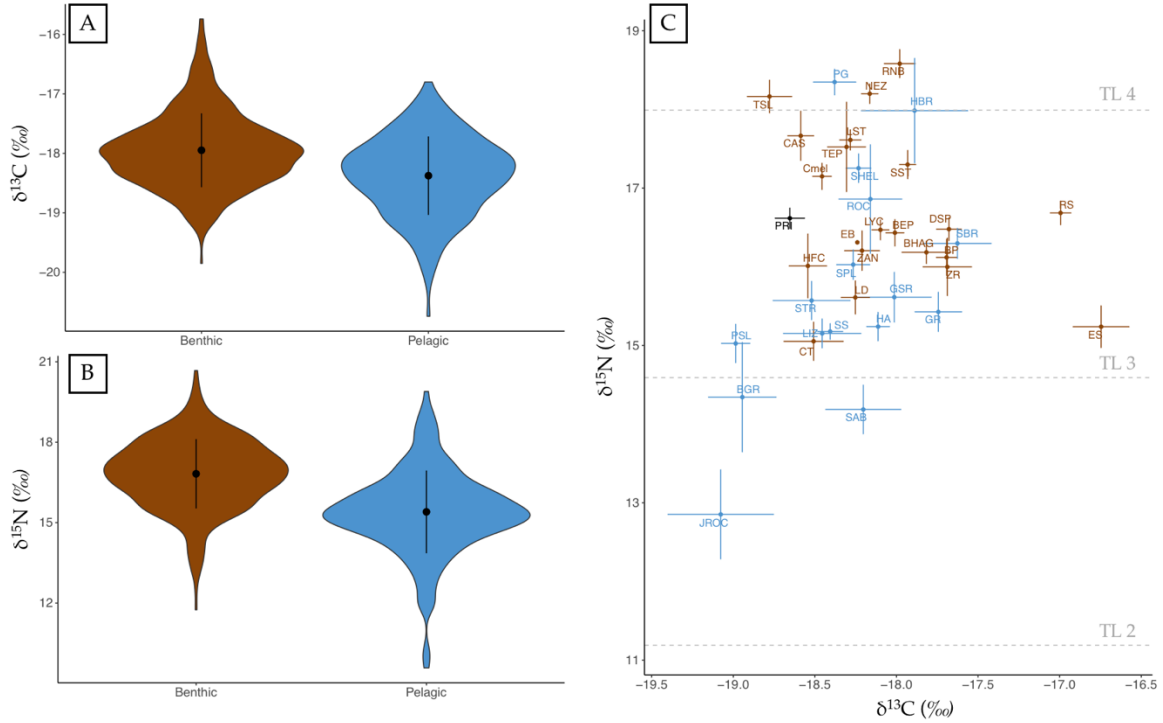 A
δ¹³C (‰)
−16
−17
−18
−19
−20
Benthic
Pelagic
B
δ¹⁵N (‰)
21
18
15
12
Benthic
Pelagic
C
δ¹⁵N (‰)
19
17
15
13
11
RNB
PG
NEZ
TSL
HBR
TL 4
CAS
LST
TEP
Cmel
SHEL
SST
ROC
RS
PRI
LYC
BEP
DSP
EB
SBR
BHAG
BP
HFC
ZAN
SPL
ZR
LD
GSR
STR
GR
HA
SS
LIZ
PSL
CT
ES
TL 3
BGR
SAB
JROC
TL 2
−19.5
−19.0
−18.5
−18.0
−17.5
−17.0
−16.5
δ¹³C (‰)